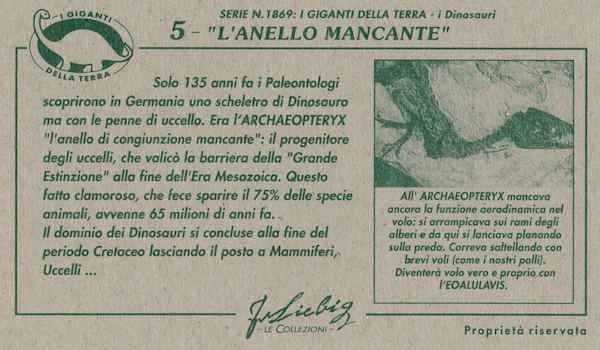 I GIGANTI
DELLA TERRA
SERIE N.1869: I GIGANTI DELLA TERRA - i Dinosauri
5 - "L'ANELLO MANCANTE"
Solo 135 anni fa i Paleontologi
scoprirono in Germania uno scheletro di Dinosauro
ma con le penne di uccello. Era l'ARCHAEOPTERYX
"l'anello di congiunzione mancante": il progenitore
degli uccelli, che valicò la barriera della "Grande
Estinzione" alla fine dell'Era Mesozoica. Questo
fatto clamoroso, che fece sparire il 75% delle specie
animali, avvenne 65 milioni di anni fa.
Il dominio dei Dinosauri si concluse alla fine del
periodo Cretaceo lasciando il posto a Mammiferi,
Uccelli ...
All' ARCHAEOPTERYX mancava
ancora la funzione aerodinamica nel
volo: si arrampicava sui rami degli
alberi e da qui si lanciava planando
sulla preda. Correva saltellando con
brevi voli (come i nostri polli).
Diventerà volo vero e proprio con
l'EOALULAVIS.
Liebig
- LE COLLEZIONI -
Proprietà riservata